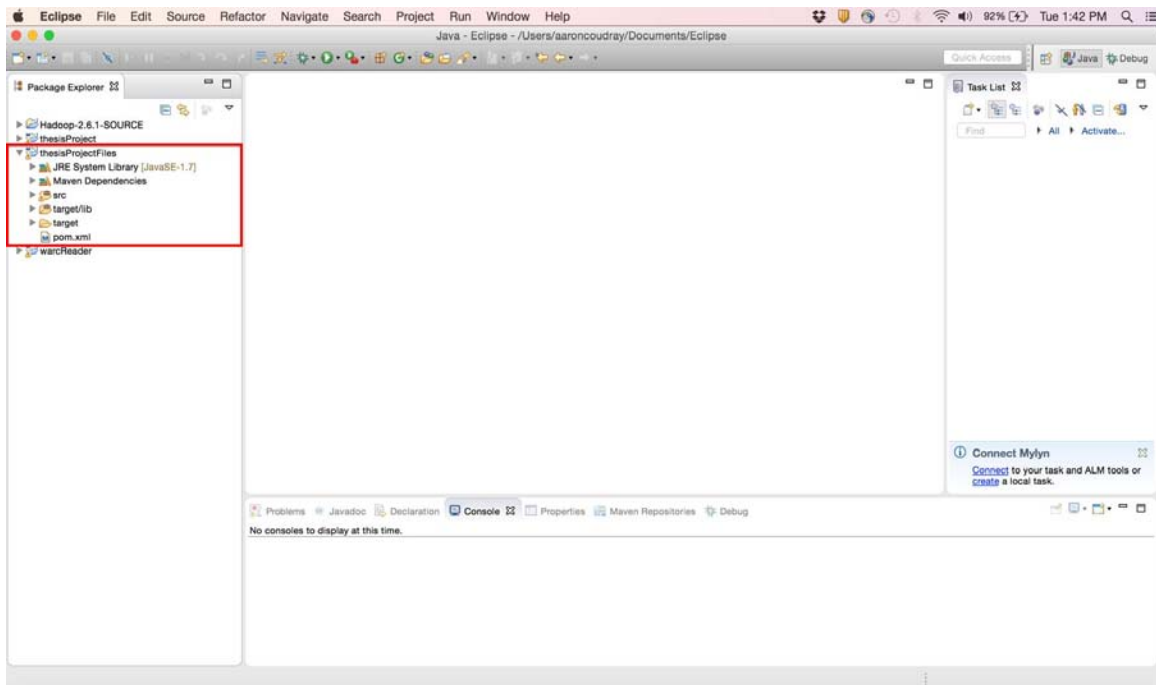 Eclipse File Edit Source Refactor Navigate Search Project Run Window Help 92% Tue 1:42 PM
Java - Eclipse - /Users/aaroncoudray/Documents/Eclipse
Quick Access Java Debug
Package Explorer
Task List
Hadoop-2.6.1-SOURCE
thesisProject
thesisProjectFiles
JRE System Library [JavaSE-1.7]
Maven Dependencies
src
target/lib
target
pom.xml
warcReader
Find All Activate...
Connect Mylyn
Connect to your task and ALM tools or
create a local task.
Problems Javadoc Declaration Console Properties Maven Repositories Debug
No consoles to display at this time.